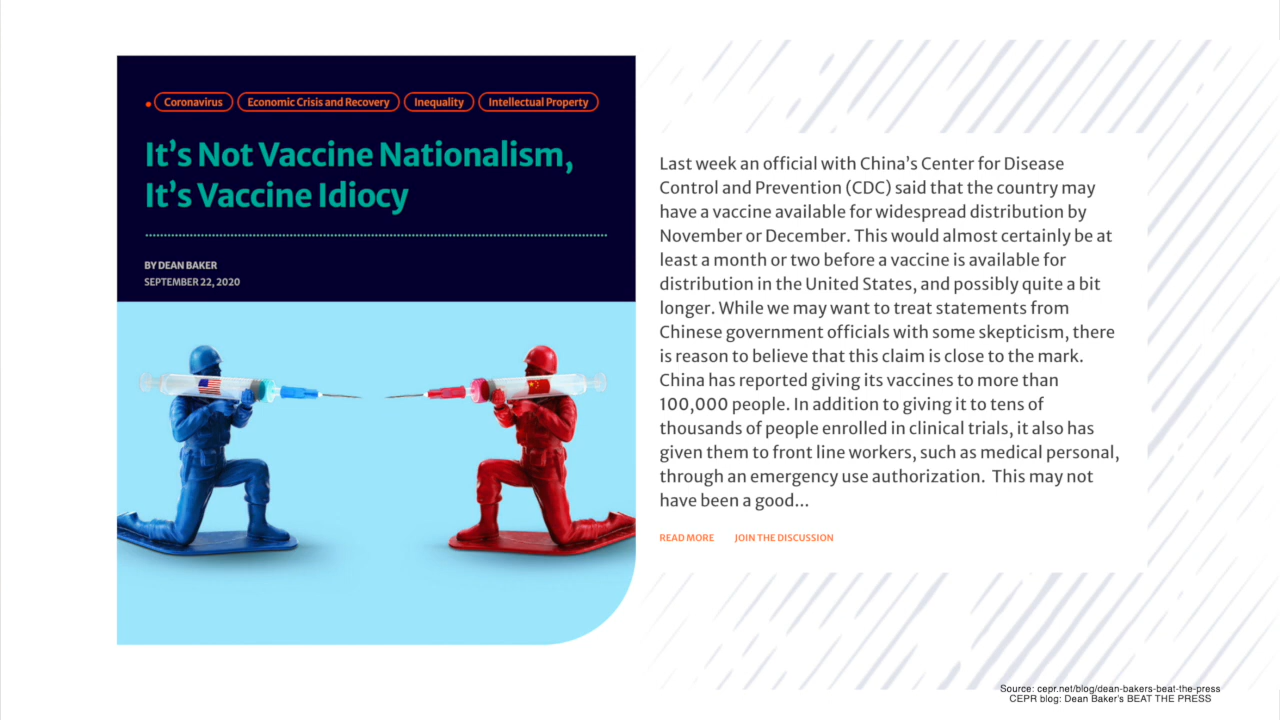 Coronavirus Economic Crisis and Recovery Inequality Intellectual Property
It’s Not Vaccine Nationalism,
It’s Vaccine Idiocy
BY DEAN BAKER
SEPTEMBER 22, 2020
Last week an official with China’s Center for Disease
Control and Prevention (CDC) said that the country may
have a vaccine available for widespread distribution by
November or December. This would almost certainly be at
least a month or two before a vaccine is available for
distribution in the United States, and possibly quite a bit
longer. While we may want to treat statements from
Chinese government officials with some skepticism, there
is reason to believe that this claim is close to the mark.
China has reported giving its vaccines to more than
100,000 people. In addition to giving it to tens of
thousands of people enrolled in clinical trials, it also has
given them to front line workers, such as medical personal,
through an emergency use authorization.  This may not
have been a good...
READ MORE JOIN THE DISCUSSION
Source: cepr.net/blog/dean-bakers-beat-the-press
CEPR blog: Dean Baker's BEAT THE PRESS